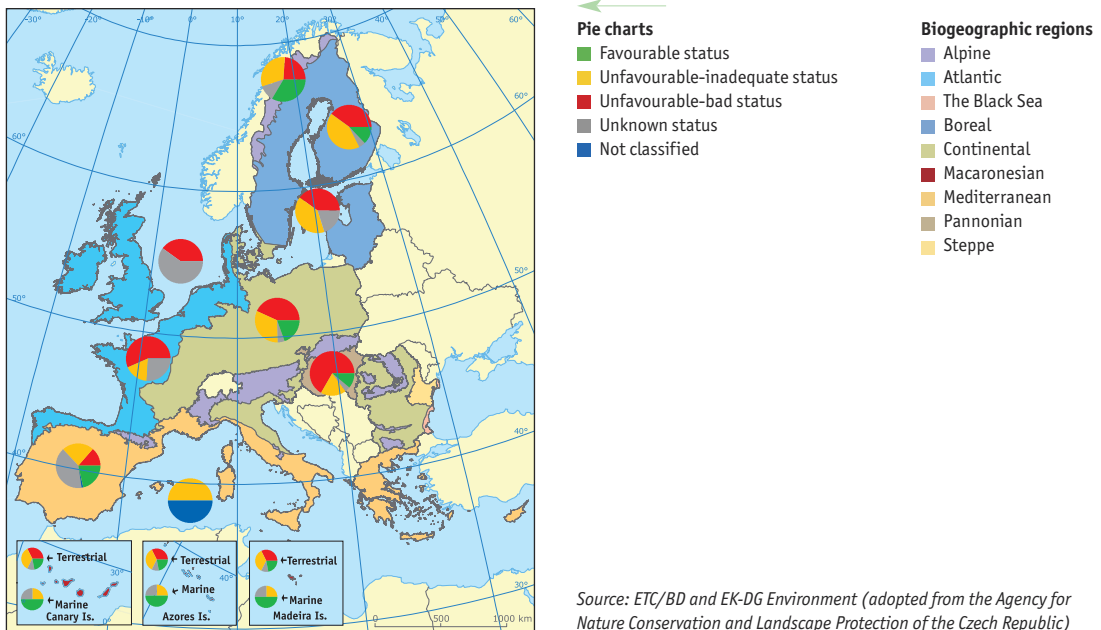 -30° -20° -10° 0° 10° 20° 30° 40° 50° 60°
60°
60°
50°
50°
40°
40°
30°
40°
0°
Terrestrial
Marine
Canary Is.
Terrestrial
Marine
Azores Is.
Terrestrial
Marine
Madeira Is.
0 500 1000 km
Pie charts
Favourable status
Unfavourable-inadequate status
Unfavourable-bad status
Unknown status
Not classified
Biogeographic regions
Alpine
Atlantic
The Black Sea
Boreal
Continental
Macaronesian
Mediterranean
Pannonian
Steppe
Source: ETC/BD and EK-DG Environment (adopted from the Agency for
Nature Conservation and Landscape Protection of the Czech Republic)